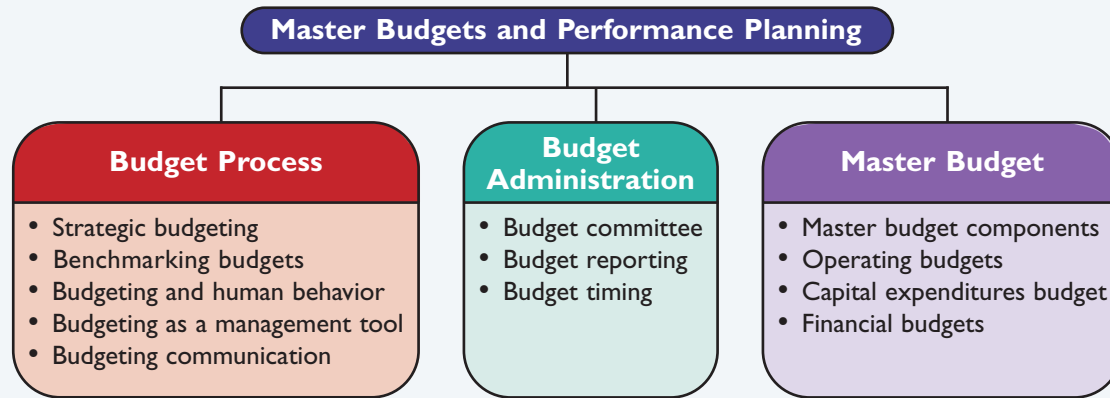 Master Budgets and Performance Planning
Budget Process
• Strategic budgeting
• Benchmarking budgets
• Budgeting and human behavior
• Budgeting as a management tool
• Budgeting communication
Budget
Administration
• Budget committee
• Budget reporting
• Budget timing
Master Budget
• Master budget components
• Operating budgets
• Capital expenditures budget
• Financial budgets